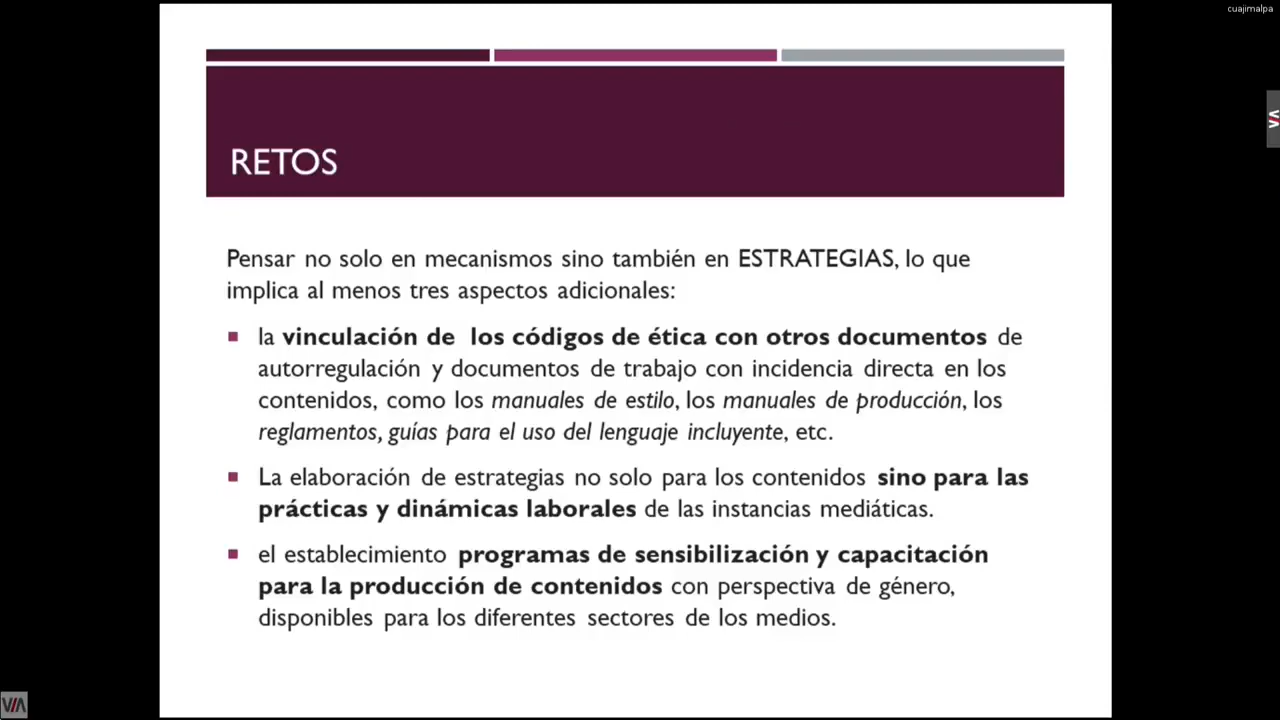 cuajimalpa
RETOS
Pensar no solo en mecanismos sino también en ESTRATEGIAS, lo que
implica al menos tres aspectos adicionales:
la vinculación de los códigos de ética con otros documentos de
autorregulación y documentos de trabajo con incidencia directa en los
contenidos, como los manuales de estilo, los manuales de producción, los
reglamentos, guías para el uso del lenguaje incluyente, etc.
La elaboración de estrategias no solo para los contenidos sino para las
prácticas y dinámicas laborales de las instancias mediáticas.
el establecimiento programas de sensibilización y capacitación
para la producción de contenidos con perspectiva de género,
disponibles para los diferentes sectores de los medios.
VIA